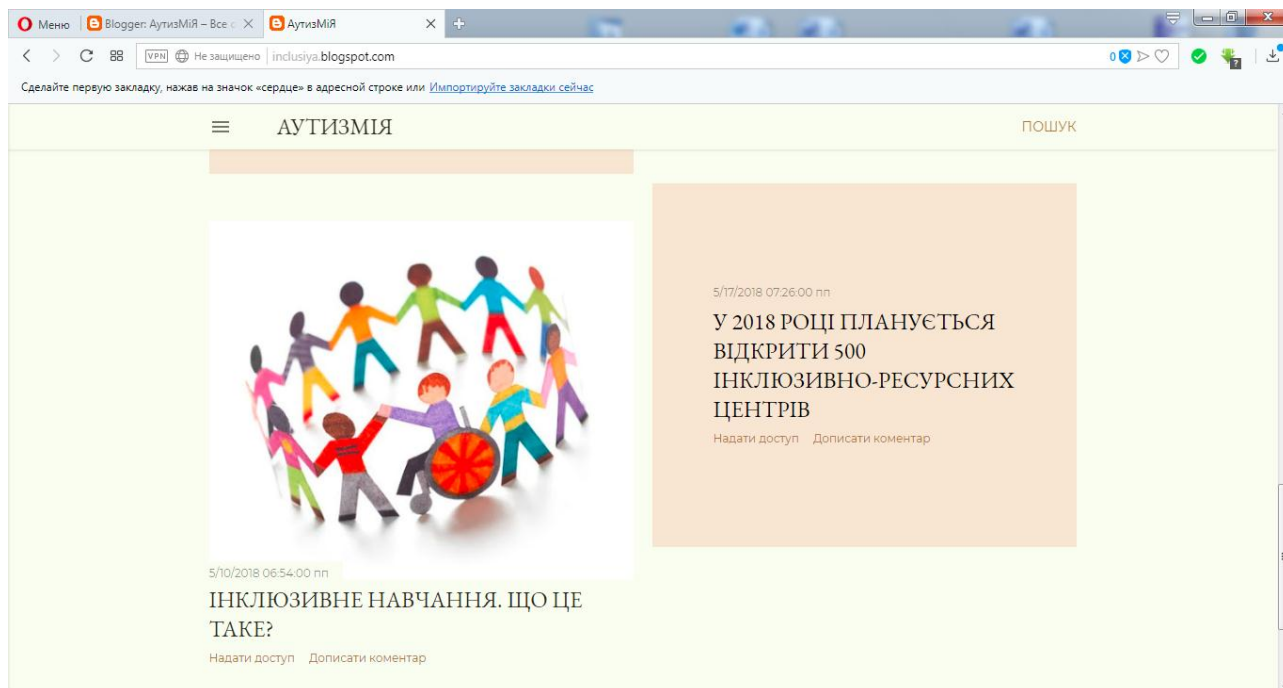 Меню
Blogger: АутизМіЯ – Все
АутизМіЯ
VPN
Не защищено
inclusiya.blogspot.com
0
Сделайте первую закладку, нажав на значок «сердце» в адресной строке или Импортируйте закладки сейчас
АУТИЗМІЯ
ПОШУК
5/17/2018 07:26:00 пп
У 2018 РОЦІ ПЛАНУЄТЬСЯ
ВІДКРИТИ 500
ІНКЛЮЗИВНО-РЕСУРСНИХ
ЦЕНТРІВ
Надати доступ Дописати коментар
5/10/2018 06:54:00 пп
ІНКЛЮЗИВНЕ НАВЧАННЯ. ЩО ЦЕ
ТАКЕ?
Надати доступ Дописати коментар